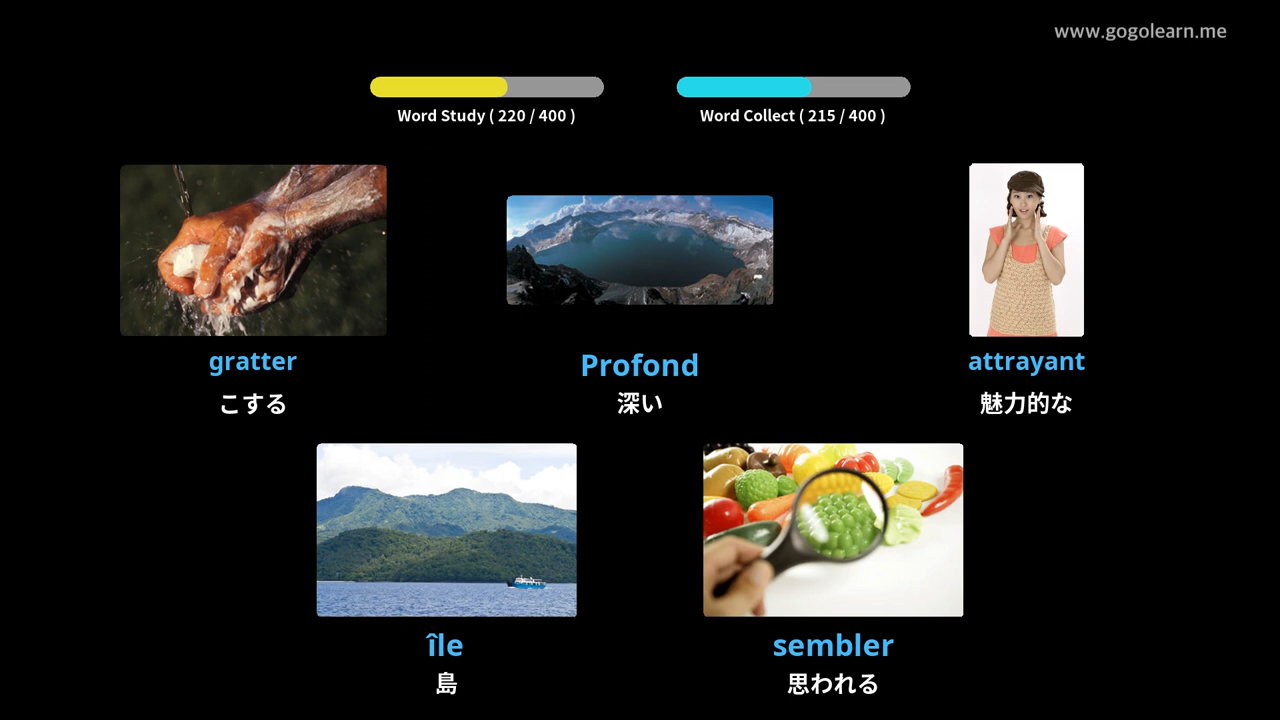 www.gogolearn.me
Word Study ( 220 / 400 )
Word Collect ( 215 / 400 )
gratter
こする
Profond
深い
attrayant
魅力的な
île
島
sembler
思われる